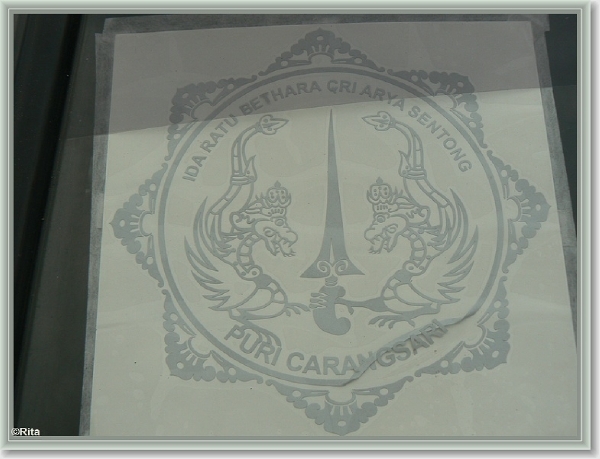 IDA RATU BETHARA ÇRI ARYA SENTONG
PURI CARANGSARI
©Rita